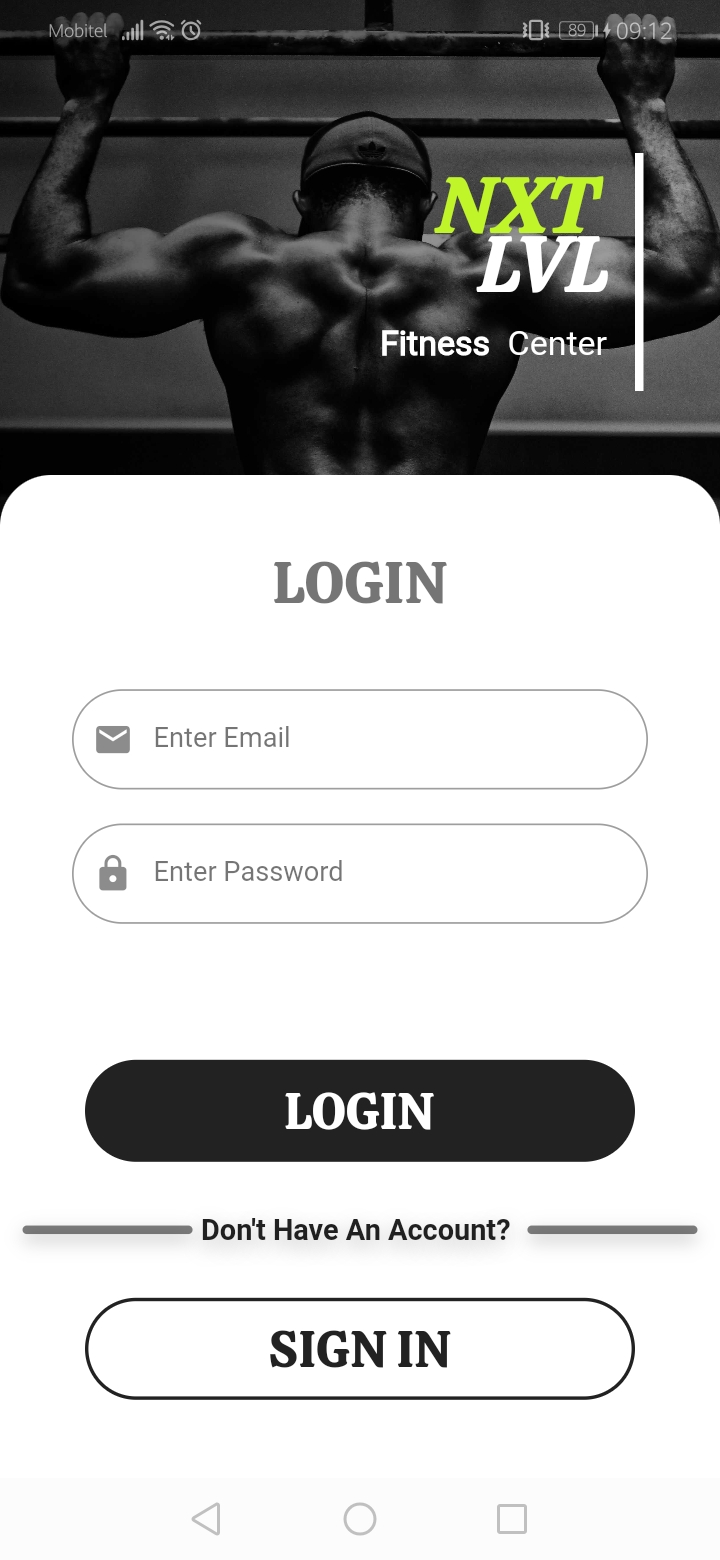 Mobitel 89 09:12
NXT
LVL
Fitness Center
LOGIN
Enter Email
Enter Password
LOGIN
Don't Have An Account?
SIGN IN